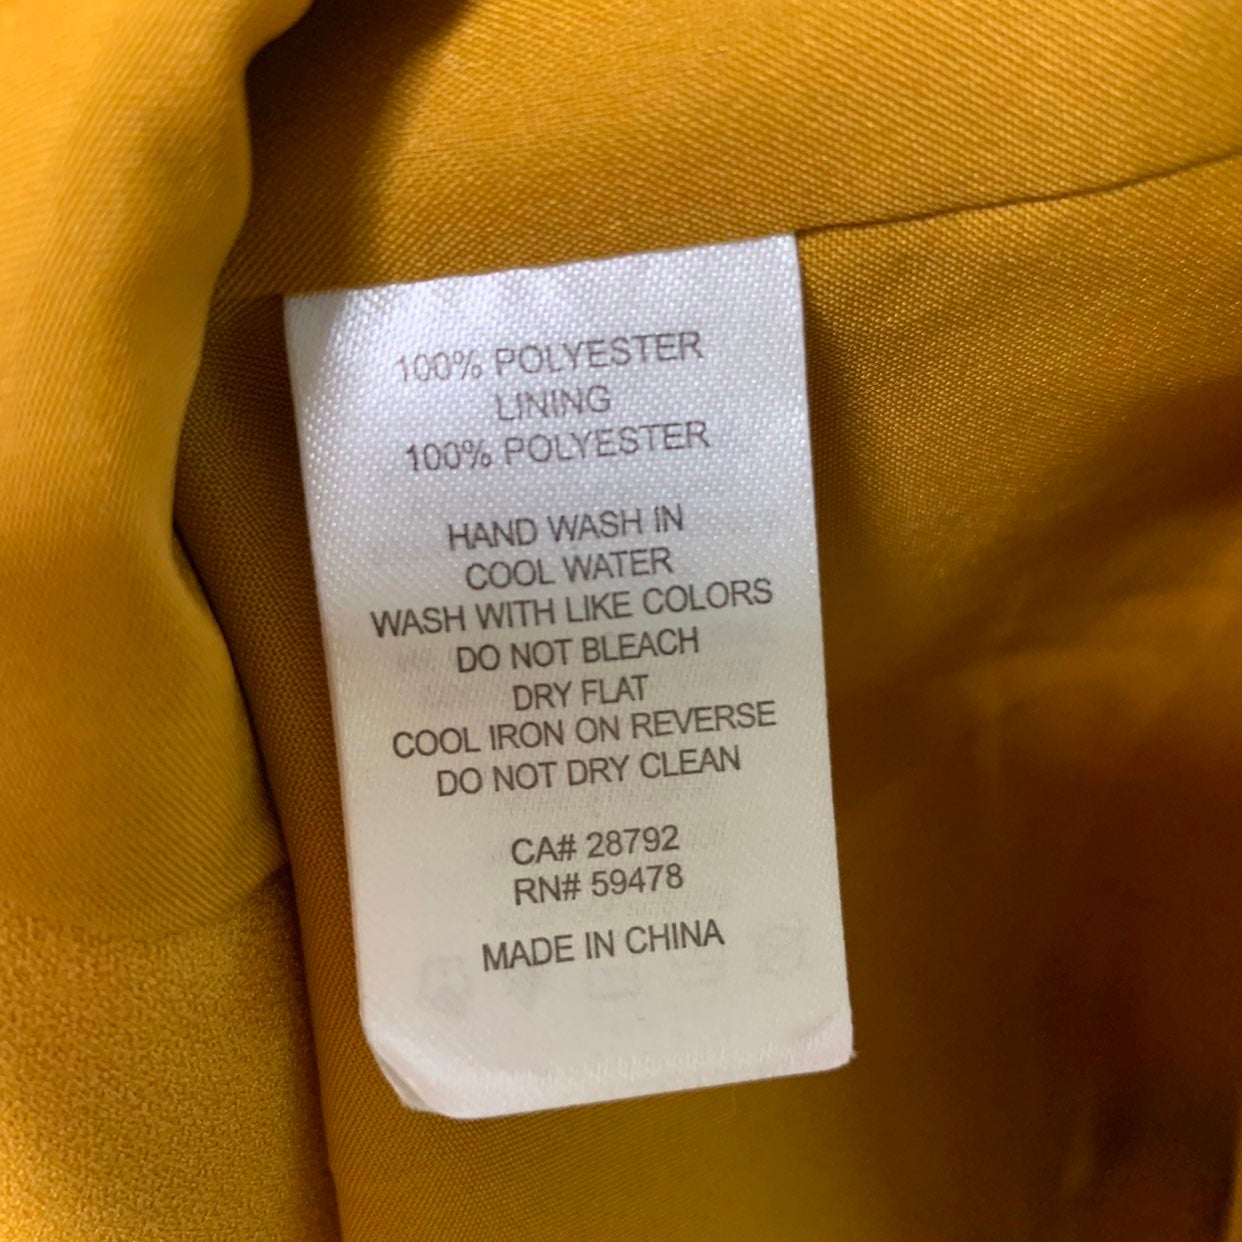 100% POLYESTER
LINING
100% POLYESTER
HAND WASH IN
COOL WATER
WASH WITH LIKE COLORS
DO NOT BLEACH
DRY FLAT
COOL IRON ON REVERSE
DO NOT DRY CLEAN
CA# 28792
RN# 59478
MADE IN CHINA